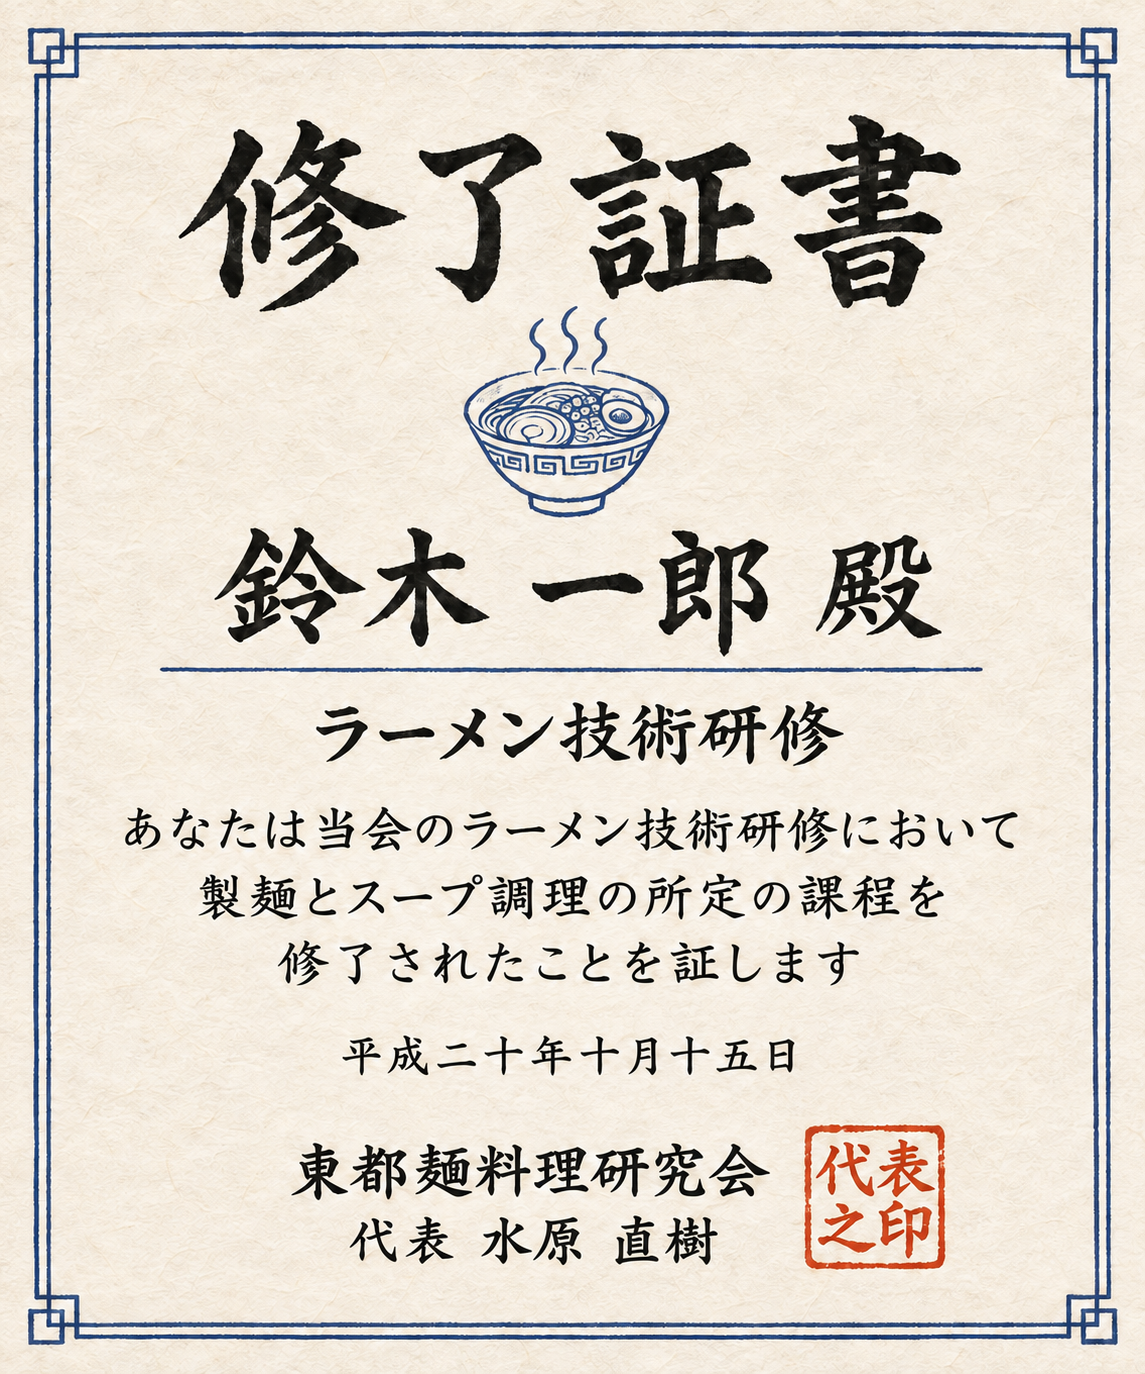 修了証書
鈴木 一郎 殿
ラーメン技術研修
あなたは当会のラーメン技術研修において
製麺とスープ調理の所定の課程を
修了されたことを証します
平成二十年十月十五日
東都麺料理研究会
代表 水原 直樹
代表
之印